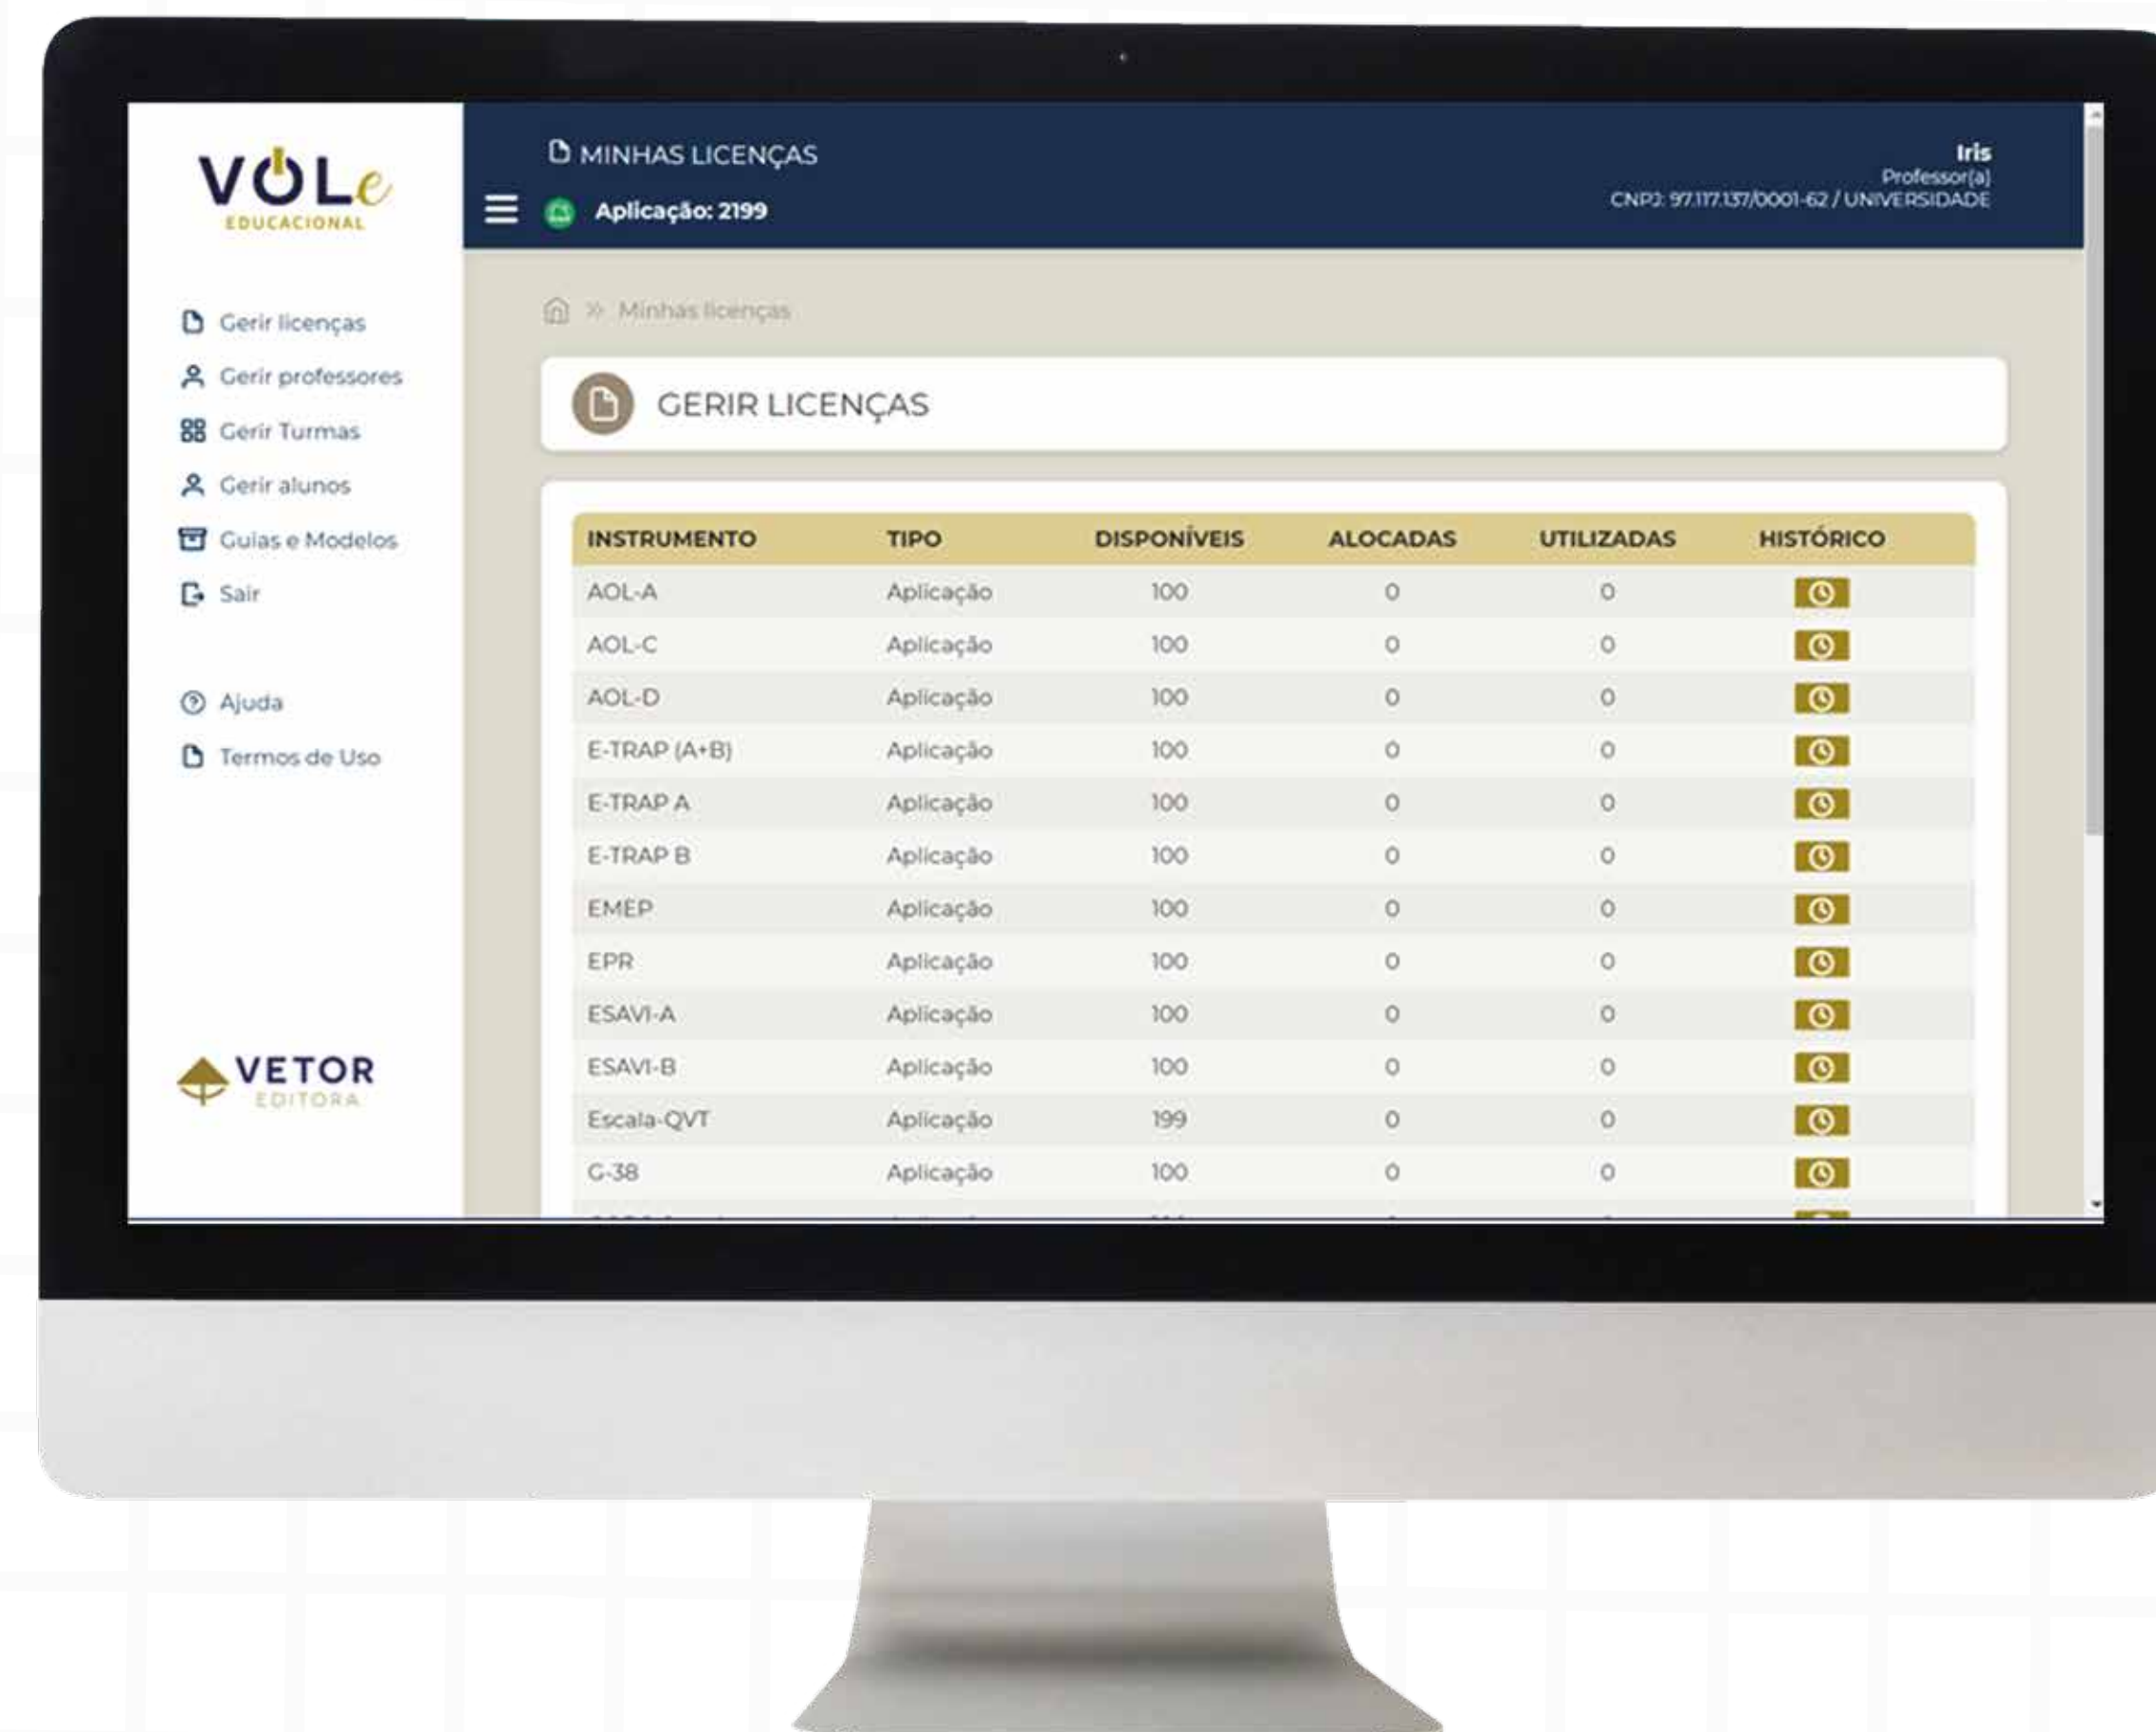 VOLe
EDUCACIONAL
Gerir licenças
Gerir professores
Gerir Turmas
Gerir alunos
Guias e Modelos
Sair
Ajuda
Termos de Uso
VETOR
EDITORA
MINHAS LICENÇAS
Aplicação: 2199
Iris
Professor(a)
CNPJ: 97.117.137/0001-62 / UNIVERSIDADE
» Minhas licenças
GERIR LICENÇAS
INSTRUMENTO TIPO DISPONÍVEIS ALOCADAS UTILIZADAS HISTÓRICO
AOL-A Aplicação 100 0 0
AOL-C Aplicação 100 0 0
AOL-D Aplicação 100 0 0
E-TRAP (A+B) Aplicação 100 0 0
E-TRAP A Aplicação 100 0 0
E-TRAP B Aplicação 100 0 0
EMEP Aplicação 100 0 0
EPR Aplicação 100 0 0
ESAVI-A Aplicação 100 0 0
ESAVI-B Aplicação 100 0 0
Escala-QVT Aplicação 199 0 0
G-38 Aplicação 100 0 0